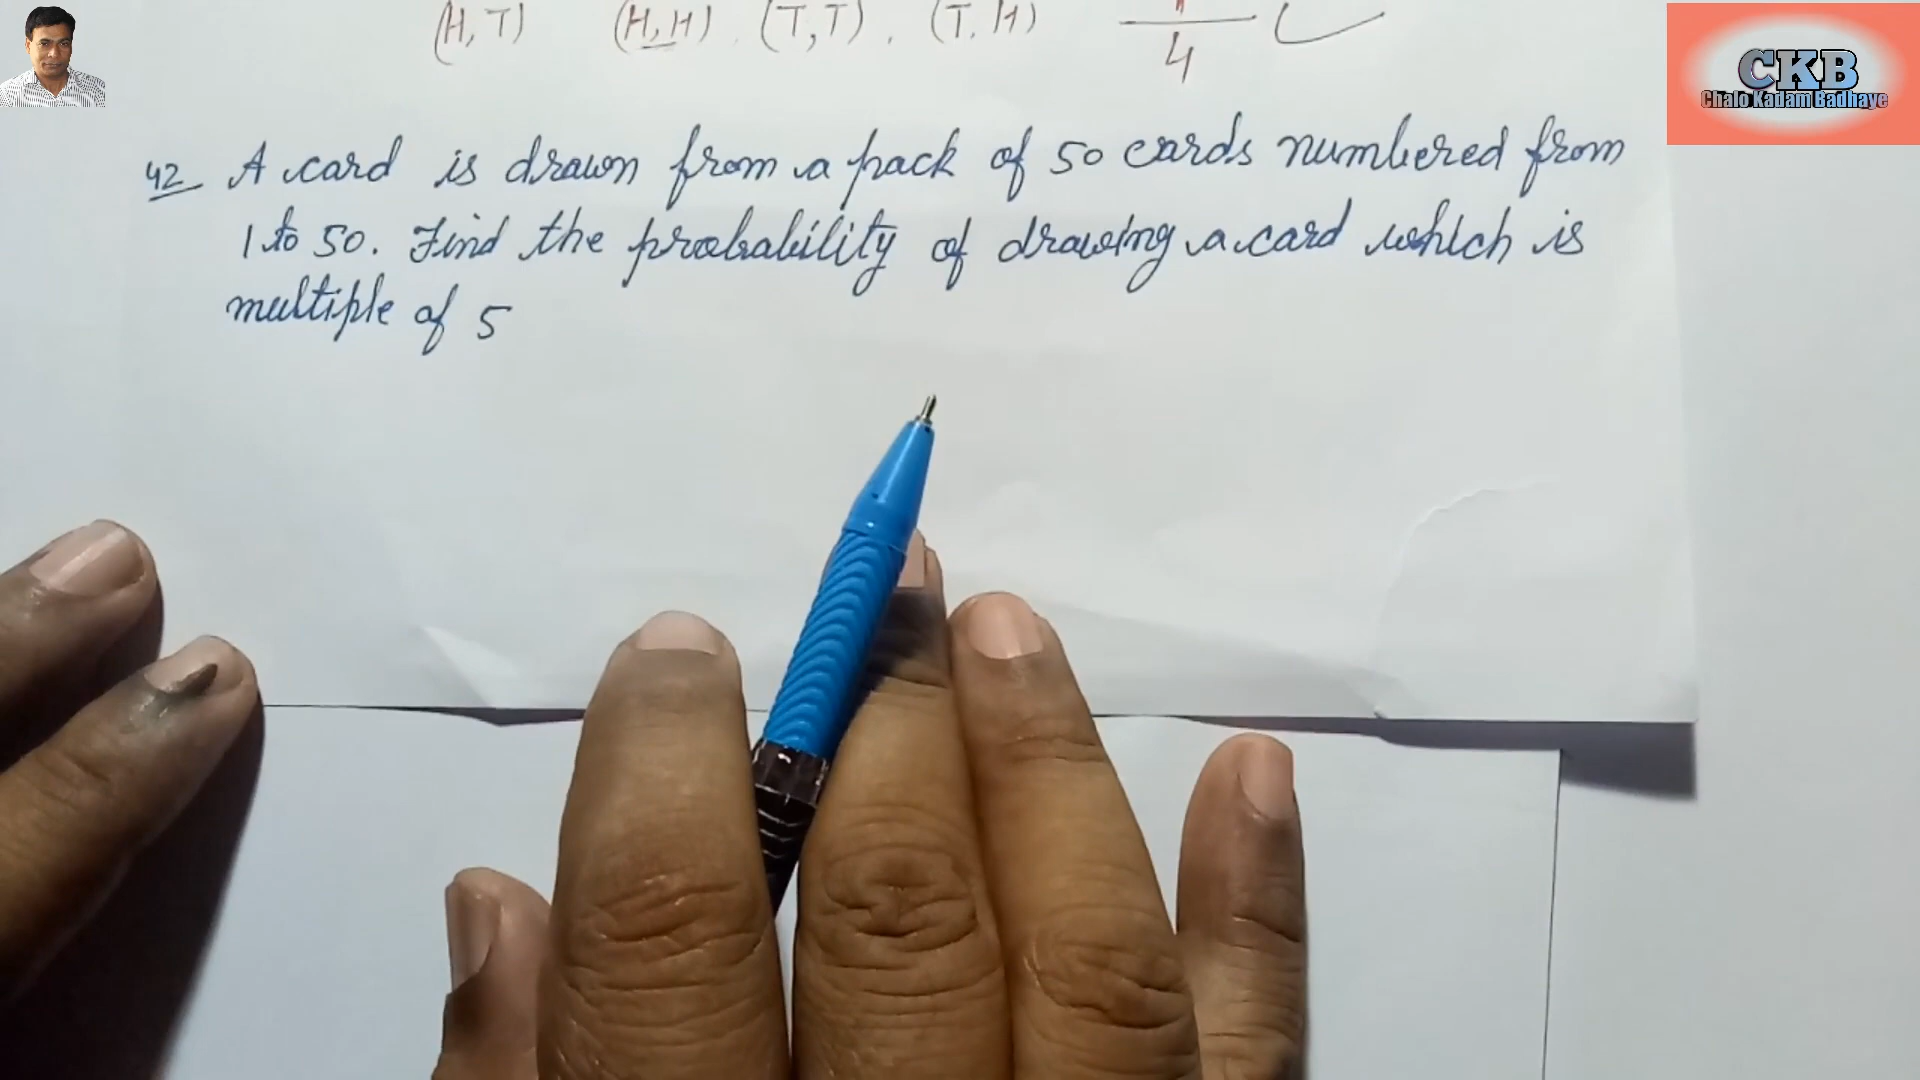 (H, T) (H, H) . (T, T) . (T, H)
4
CKB
Chalo Kadam Badhaye
42 A card is drawn from a pack of 50 cards numbered from
1 to 50. Find the probability of drawing a card which is
multiple of 5